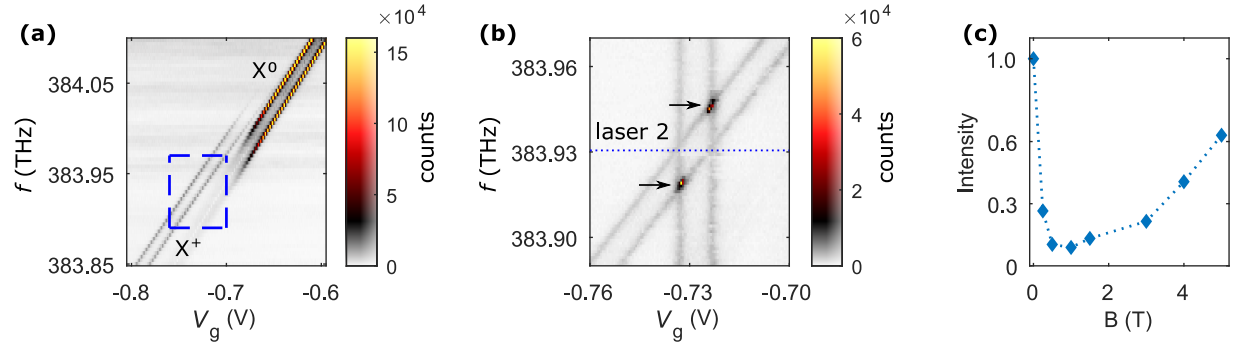 (a)
×10⁴
384.05
383.95
383.85
f (THz)
X⁰
X⁺
-0.8
-0.7
-0.6
V_g (V)
15
10
5
0
counts
(b)
×10⁴
383.96
383.93
383.90
f (THz)
laser 2
-0.76
-0.73
-0.70
V_g (V)
6
4
2
0
counts
(c)
1.0
0.6
0.3
0
Intensity
0
2
4
B (T)